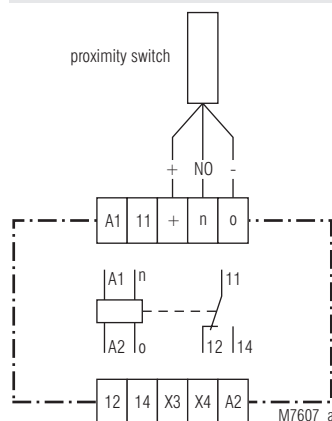 proximity switch
+ NO -
A1 11 + n o
A1 n 11
A2 o 12 14
12 14 X3 X4 A2
M7607_a